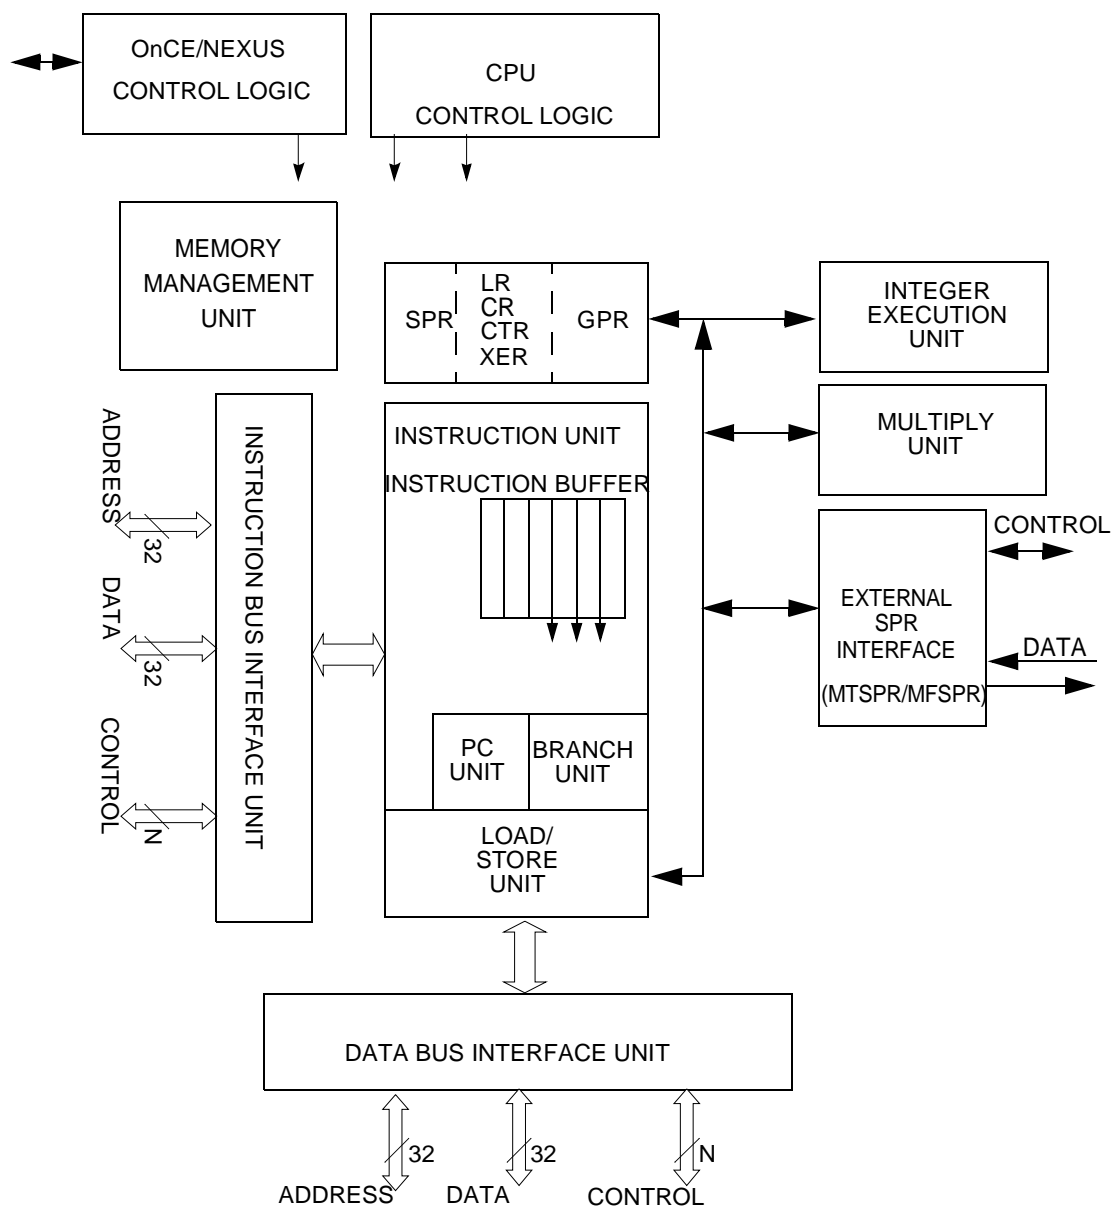 OnCE/NEXUS
CONTROL LOGIC
CPU
CONTROL LOGIC
MEMORY
MANAGEMENT
UNIT
SPR
LR
CR
CTR
XER
GPR
INTEGER
EXECUTION
UNIT
MULTIPLY
UNIT
EXTERNAL
SPR
INTERFACE
(MTSPR/MFSPR)
CONTROL
DATA
ADDRESS
32
DATA
32
CONTROL
N
INSTRUCTION BUS INTERFACE UNIT
INSTRUCTION UNIT
INSTRUCTION BUFFER
PC
UNIT
BRANCH
UNIT
LOAD/
STORE
UNIT
DATA BUS INTERFACE UNIT
32
32
N
ADDRESS
DATA
CONTROL